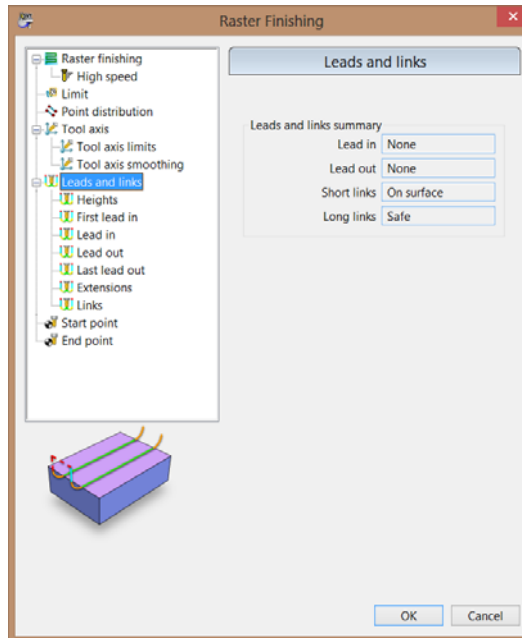 Raster Finishing
Raster finishing
High speed
Limit
Point distribution
Tool axis
Tool axis limits
Tool axis smoothing
Leads and links
Heights
First lead in
Lead in
Lead out
Last lead out
Extensions
Links
Start point
End point
Leads and links
Leads and links summary
Lead in None
Lead out None
Short links On surface
Long links Safe
OK Cancel